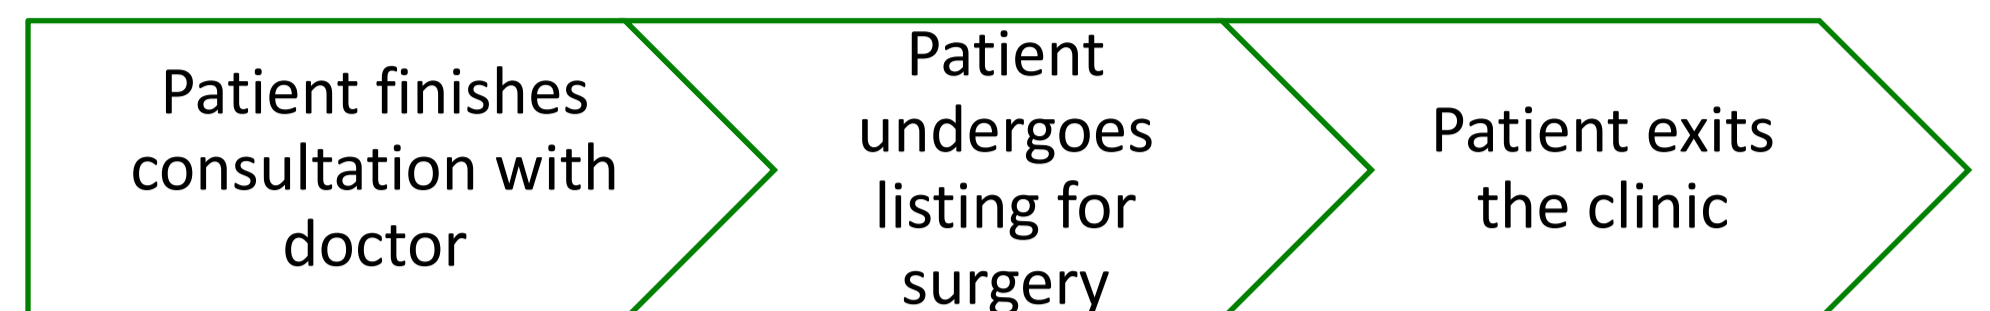 Patient finishes
consultation with
doctor
Patient
undergoes
listing for
surgery
Patient exits
the clinic